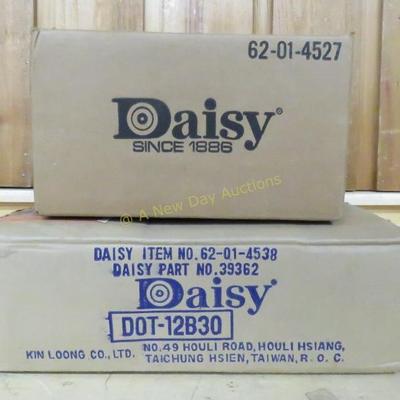 62-01-4527
Daisy®
SINCE 1886
© A New Day Auctions
DAISY ITEM NO.62-01-4538
DAISY PART NO.39362
Daisy®
DOT-12B30
KIN LOONG CO., LTD. NO.49 HOULI ROAD, HOULI HSIANG,
TAICHUNG HSIEN, TAIWAN, R. O. C.